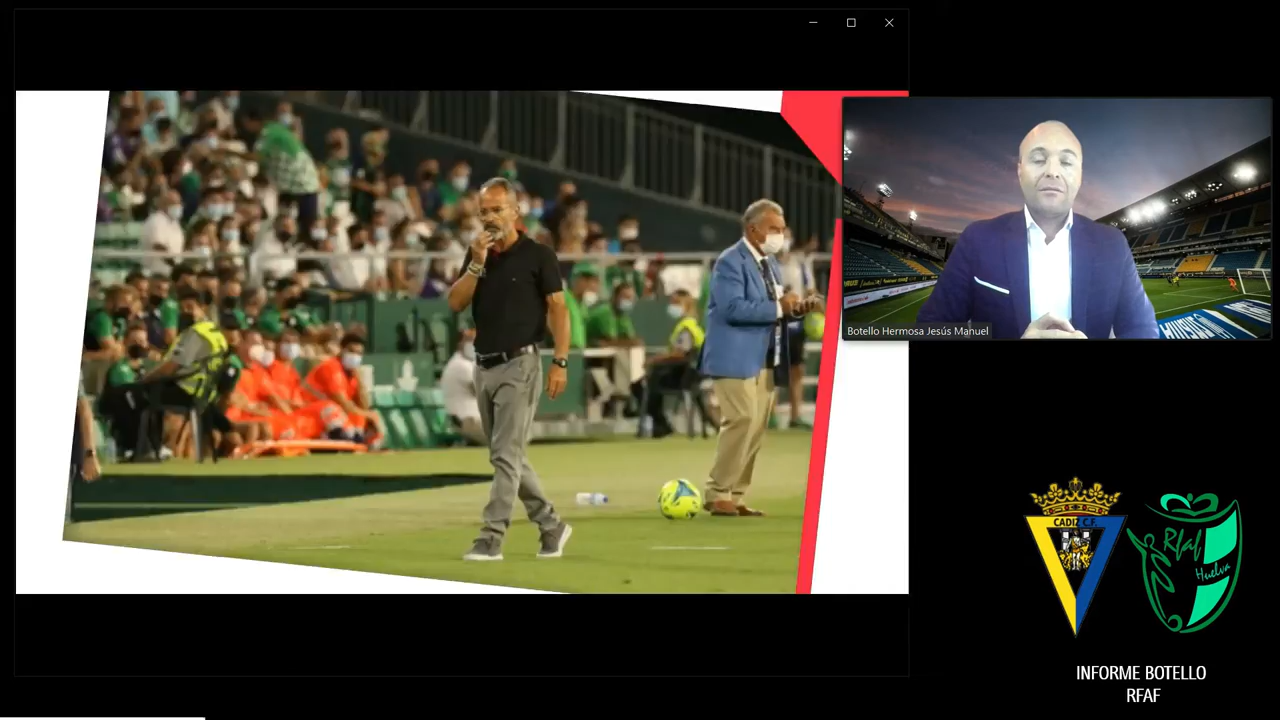 Botello Hermosa Jesús Manuel
CADIZ C.F.
Rfaf
Huelva
INFORME BOTELLO
RFAF